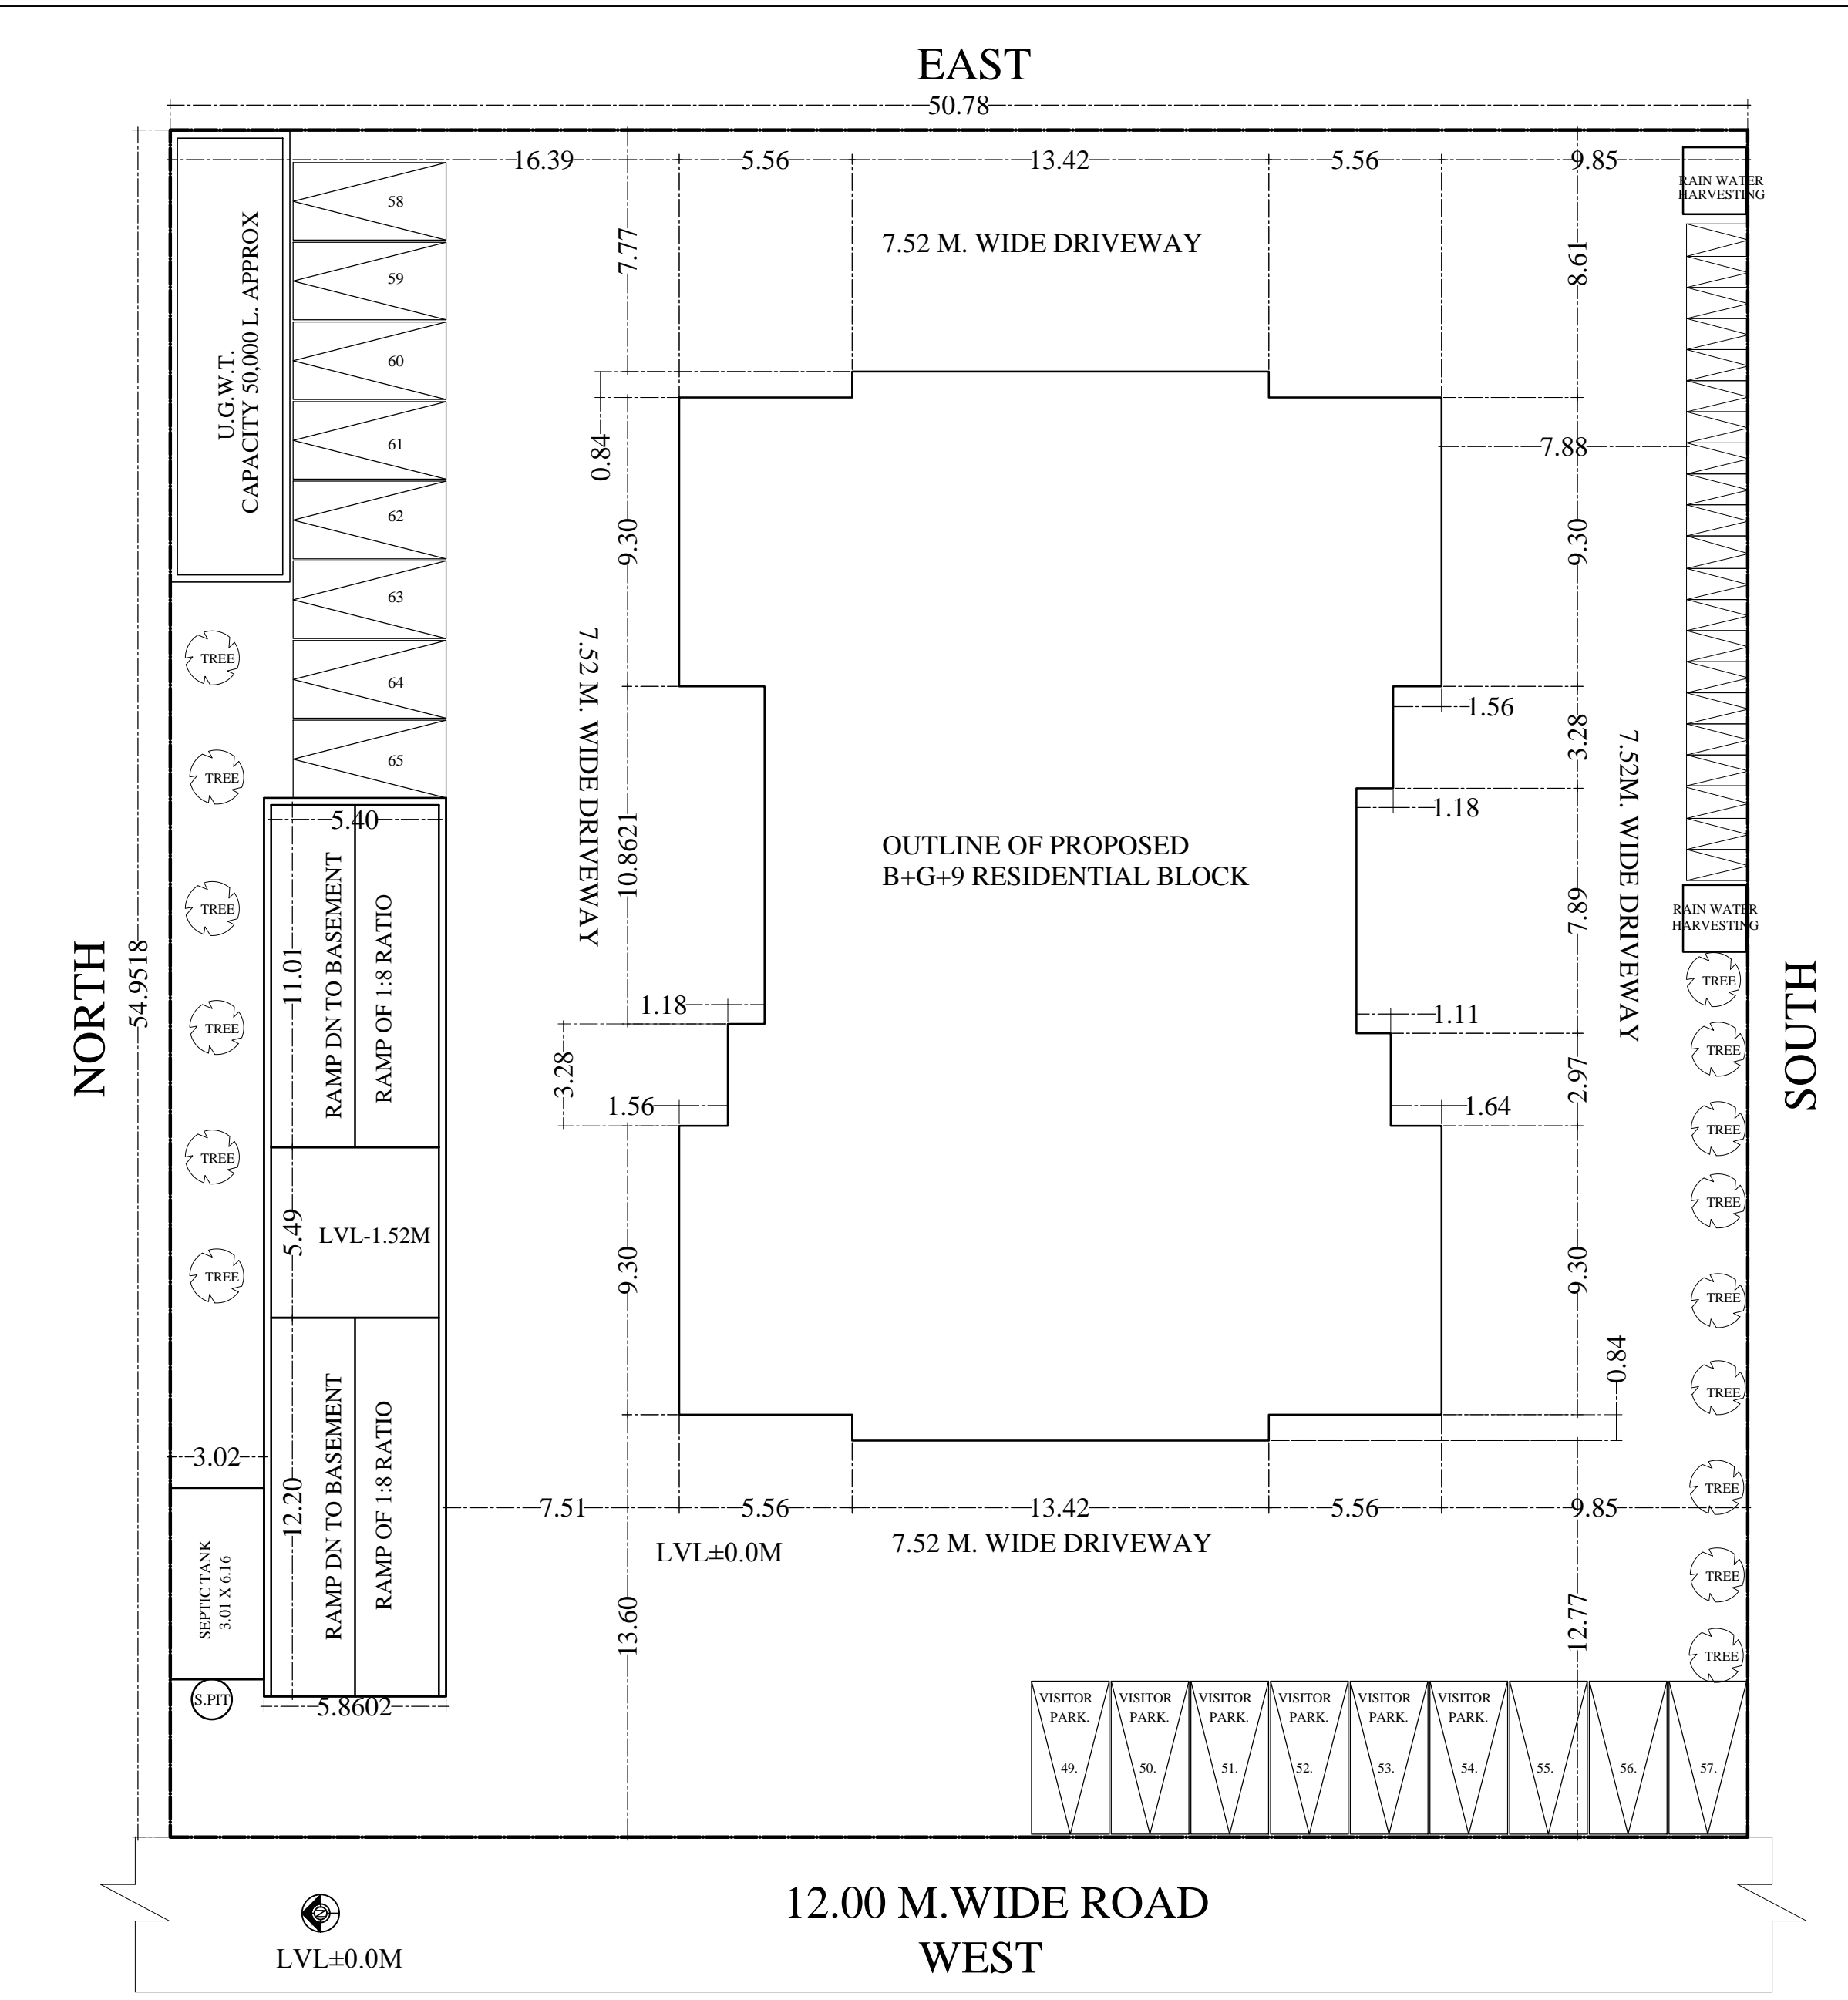 EAST
50.78
16.39
5.56
13.42
5.56
9.85
RAIN WATER
HARVESTING
58
59
60
61
62
63
64
65
U.G.W.T.
CAPACITY 50,000 L. APPROX
7.77
7.52 M. WIDE DRIVEWAY
8.61
0.84
7.88
9.30
9.30
TREE
TREE
TREE
TREE
TREE
TREE
7.52 M. WIDE DRIVEWAY
1.56
3.28
1.18
7.52M. WIDE DRIVEWAY
5.40
10.8621
OUTLINE OF PROPOSED
B+G+9 RESIDENTIAL BLOCK
7.89
RAIN WATER
HARVESTING
NORTH
54.9518
11.01
RAMP DN TO BASEMENT
RAMP OF 1:8 RATIO
1.18
1.11
SOUTH
3.28
2.97
1.56
1.64
TREE
TREE
TREE
TREE
TREE
TREE
TREE
TREE
TREE
5.49
LVL-1.52M
9.30
9.30
0.84
3.02
12.20
RAMP DN TO BASEMENT
RAMP OF 1:8 RATIO
7.51
5.56
13.42
5.56
9.85
LVL±0.0M
7.52 M. WIDE DRIVEWAY
SEPTIC TANK
3.01 X 6.16
13.60
12.77
S.PIT
5.8602
VISITOR
PARK.
49.
VISITOR
PARK.
50.
VISITOR
PARK.
51.
VISITOR
PARK.
52.
VISITOR
PARK.
53.
VISITOR
PARK.
54.
55.
56.
57.
12.00 M.WIDE ROAD
WEST
N
LVL±0.0M